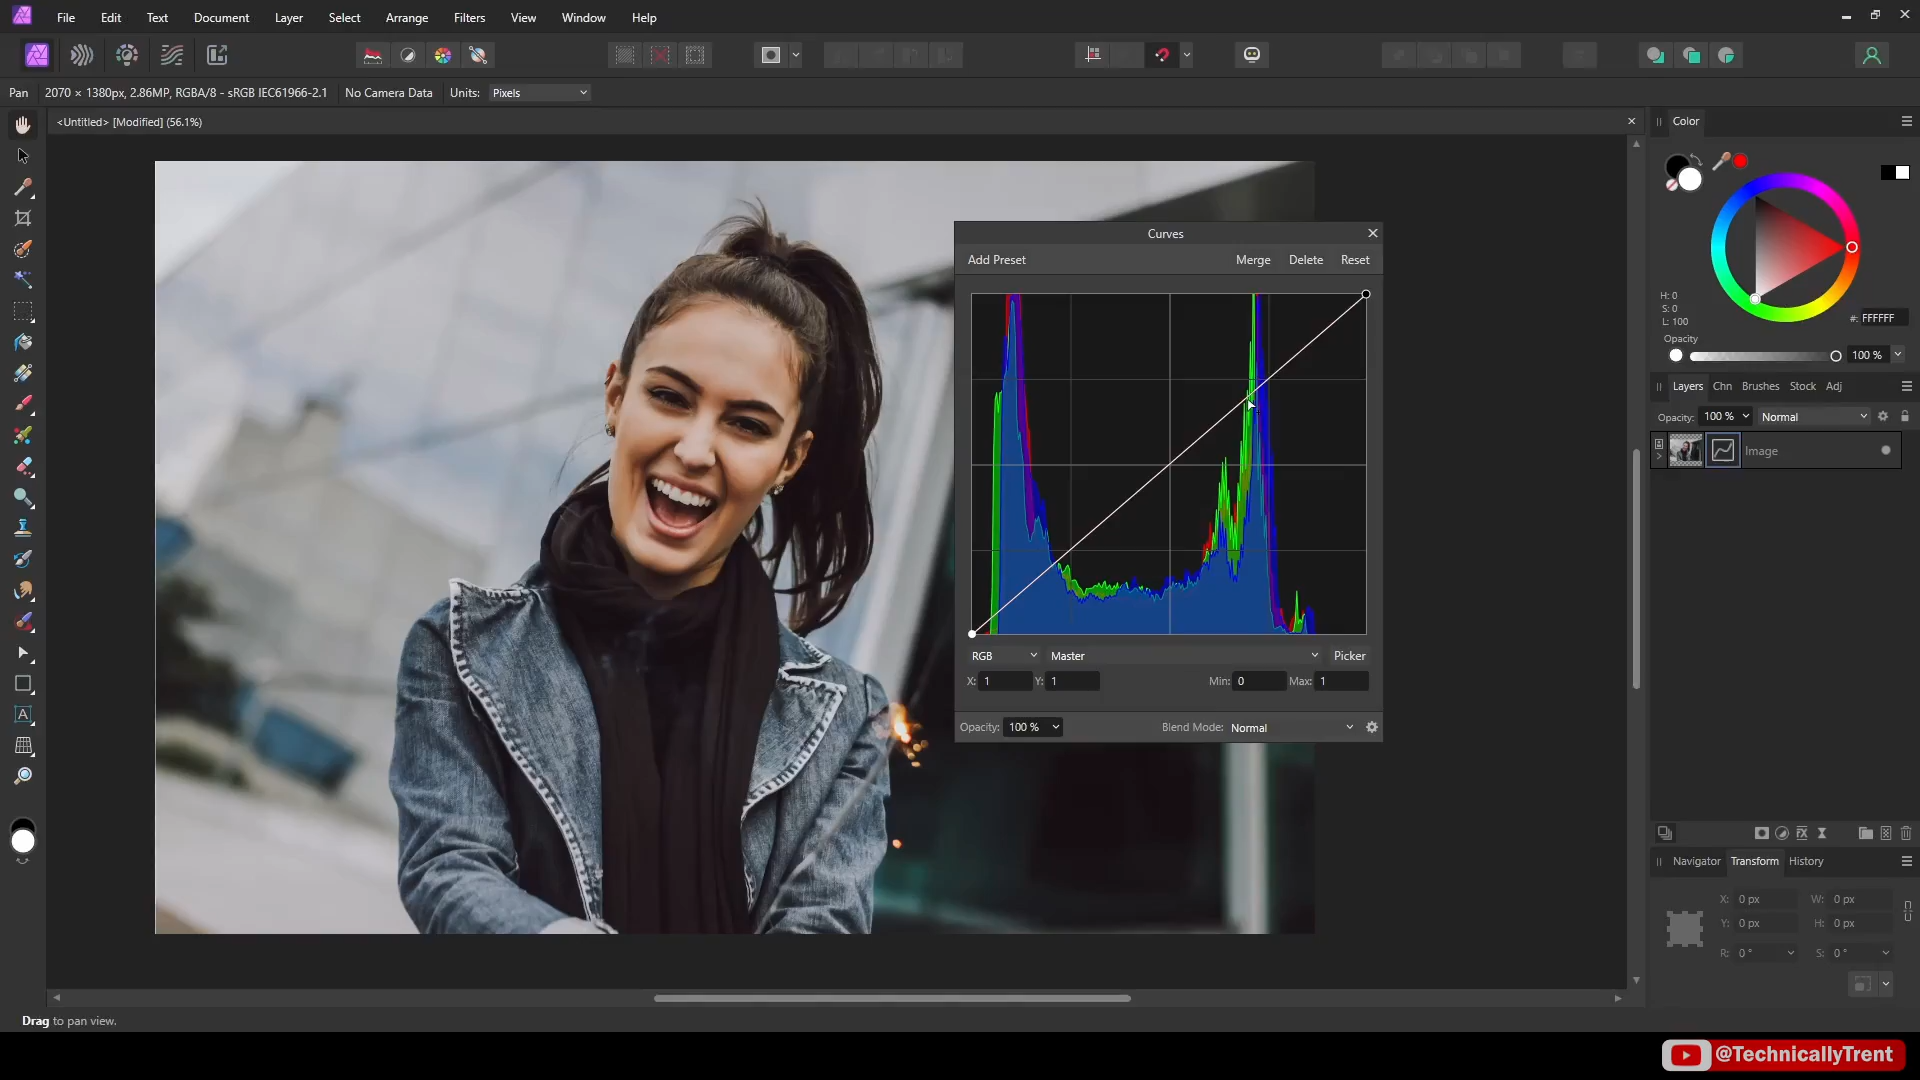 File Edit Text Document Layer Select Arrange Filters View Window Help
Pan 2070 × 1380px, 2.86MP, RGBA/8 - sRGB IEC61966-2.1 No Camera Data Units: Pixels
<Untitled> [Modified] (56.1%)
Color
H: 0
S: 0
L: 100
#: FFFFFF
Opacity
100 %
Layers Chn Brushes Stock Adj
Opacity: 100 % Normal
Image
Curves
Add Preset Merge Delete Reset
RGB Master Picker
X: 1 Y: 1 Min: 0 Max: 1
Opacity: 100 % Blend Mode: Normal
Navigator Transform History
X: 0 px W: 0 px
Y: 0 px H: 0 px
R: 0 ° S: 0 °
Drag to pan view.
@TechnicallyTrent